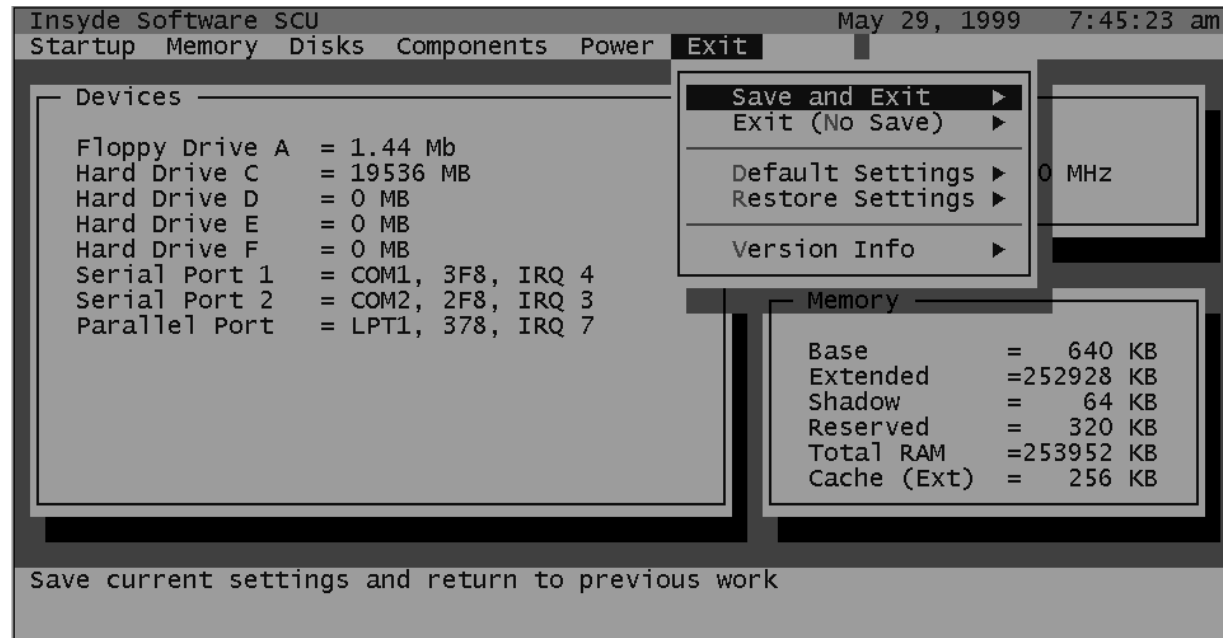 Insyde Software SCU May 29, 1999 7:45:23 am
Startup Memory Disks Components Power Exit
Devices
Floppy Drive A = 1.44 Mb
Hard Drive C = 19536 MB
Hard Drive D = 0 MB
Hard Drive E = 0 MB
Hard Drive F = 0 MB
Serial Port 1 = COM1, 3F8, IRQ 4
Serial Port 2 = COM2, 2F8, IRQ 3
Parallel Port = LPT1, 378, IRQ 7
Save and Exit ▶
Exit (No Save) ▶
Default Settings ▶
Restore Settings ▶
Version Info ▶
0 MHz
Memory
Base = 640 KB
Extended =252928 KB
Shadow = 64 KB
Reserved = 320 KB
Total RAM =253952 KB
Cache (Ext) = 256 KB
Save current settings and return to previous work